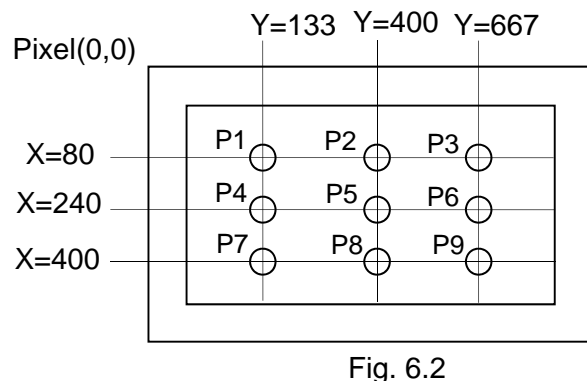 Y=133 Y=400 Y=667
Pixel(0,0)
X=80 P1 P2 P3
X=240 P4 P5 P6
X=400 P7 P8 P9
Fig. 6.2